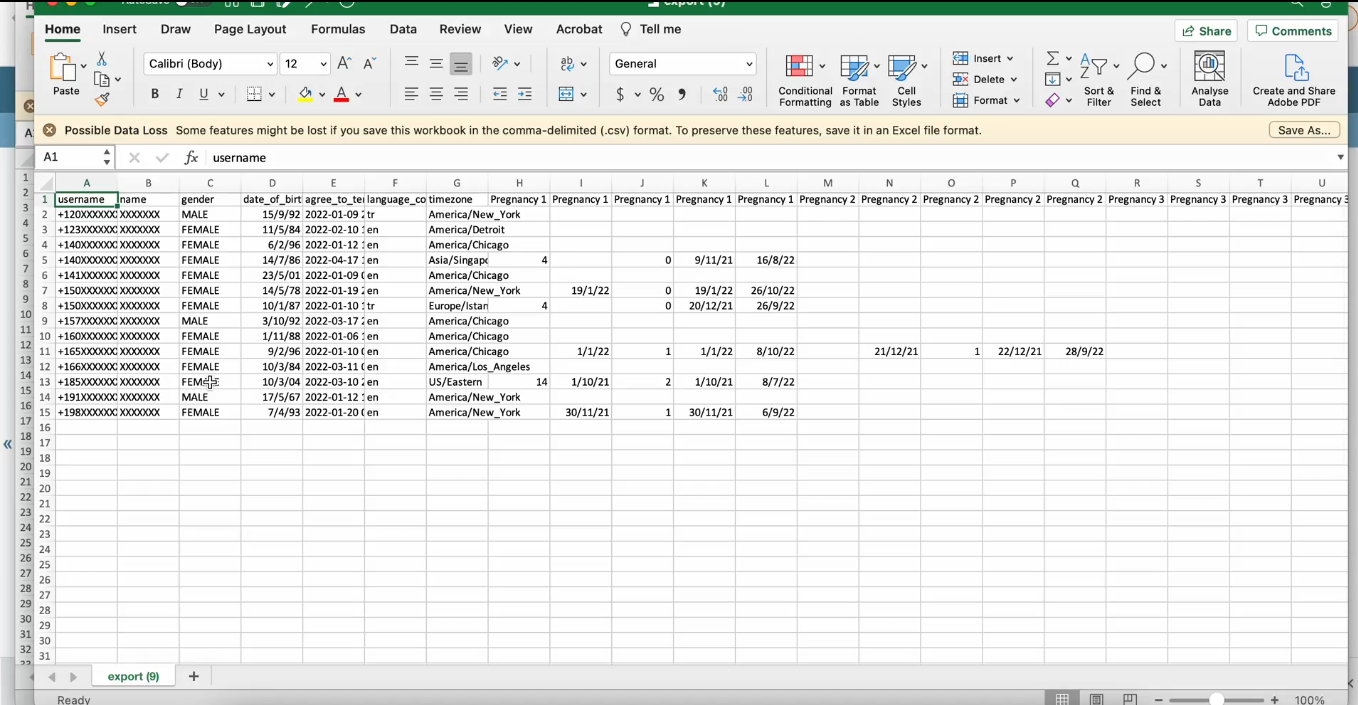 Home Insert Draw Page Layout Formulas Data Review View Acrobat Tell me Share Comments
Paste Calibri (Body) 12 A A General Insert Delete Format
B I U A $ % Conditional Formatting Format as Table Cell Styles Sort & Filter Find & Select Analyse Data Create and Share Adobe PDF
Possible Data Loss Some features might be lost if you save this workbook in the comma-delimited (.csv) format. To preserve these features, save it in an Excel file format. Save As...
A1 fx username
A B C D E F G H I J K L M N O P Q R S T U
1 username name gender date_of_birt agree_to_te language_co timezone Pregnancy 1 Pregnancy 1 Pregnancy 1 Pregnancy 1 Pregnancy 1 Pregnancy 2 Pregnancy 2 Pregnancy 2 Pregnancy 2 Pregnancy 2 Pregnancy 3 Pregnancy 3 Pregnancy 3 Pregnancy 3
2 +120XXXXXX XXXXXXX MALE 15/9/92 2022-01-09 tr America/New_York
3 +123XXXXXX XXXXXXX FEMALE 11/5/84 2022-02-10 en America/Detroit
4 +140XXXXXX XXXXXXX FEMALE 6/2/96 2022-01-12 en America/Chicago
5 +140XXXXXX XXXXXXX FEMALE 14/7/86 2022-04-17 en Asia/Singap 4 0 9/11/21 16/8/22
6 +141XXXXXX XXXXXXX FEMALE 23/5/01 2022-01-09 en America/Chicago
7 +150XXXXXX XXXXXXX FEMALE 14/5/78 2022-01-19 en America/New_York 19/1/22 0 19/1/22 26/10/22
8 +150XXXXXX XXXXXXX FEMALE 10/1/87 2022-01-10 tr Europe/Istan 4 0 20/12/21 26/9/22
9 +157XXXXXX XXXXXXX MALE 3/10/92 2022-03-17 en America/Chicago
10 +160XXXXXX XXXXXXX FEMALE 1/11/88 2022-01-06 en America/Chicago
11 +165XXXXXX XXXXXXX FEMALE 9/2/96 2022-01-10 en America/Chicago 1/1/22 1 1/1/22 8/10/22 21/12/21 1 22/12/21 28/9/22
12 +166XXXXXX XXXXXXX FEMALE 10/3/84 2022-03-11 en America/Los_Angeles
13 +185XXXXXX XXXXXXX FEMALE 10/3/04 2022-03-10 en US/Eastern 14 1/10/21 2 1/10/21 8/7/22
14 +191XXXXXX XXXXXXX MALE 17/5/67 2022-01-12 en America/New_York
15 +198XXXXXX XXXXXXX FEMALE 7/4/93 2022-01-20 en America/New_York 30/11/21 1 30/11/21 6/9/22
16
17
18
19
20
21
22
23
24
25
26
27
28
29
30
31
export (9) +
Ready 100%